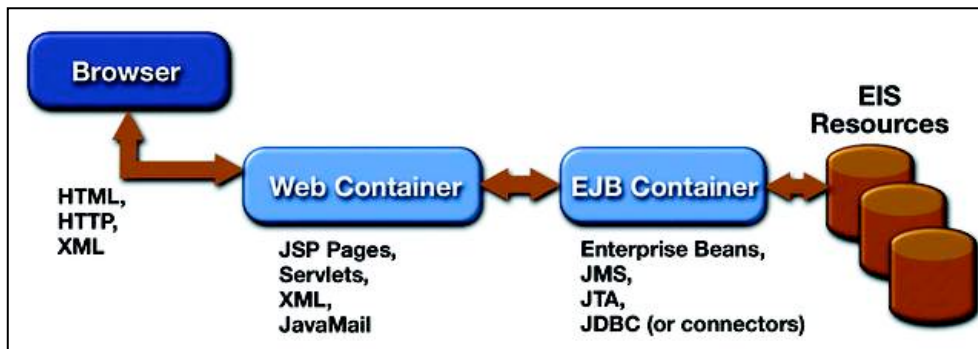 Browser
EIS
Resources
Web Container
EJB Container
HTML,
HTTP,
XML
JSP Pages,
Servlets,
XML,
JavaMail
Enterprise Beans,
JMS,
JTA,
JDBC (or connectors)